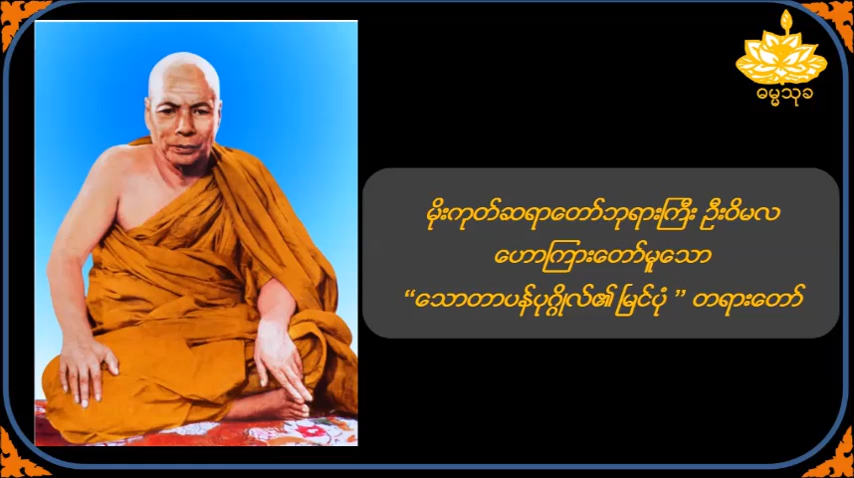 ဓမ္မသုခ
မိုးကုတ်ဆရာတော်ဘုရားကြီး ဦးဝိမလ
ဟောကြားတော်မူသော
“သောတာပန်ပုဂ္ဂိုလ်၏ မြင်ပုံ ” တရားတော်